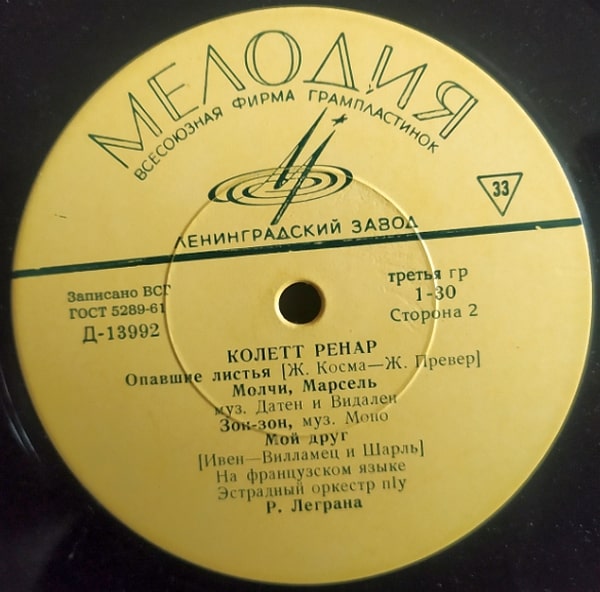 МЕЛОДИЯ
ВСЕСОЮЗНАЯ ФИРМА ГРАМПЛАСТИНОК
33
ЛЕНИНГРАДСКИЙ ЗАВОД
Записано ВСГ
ГОСТ 5289-61
Д-13992
третья гр
1-30
Сторона 2
КОЛЕТТ РЕНАР
Опавшие листья [Ж. Косма—Ж. Превер]
Молчи, Марсель
муз. Датен и Видален
Зон-зон, муз. Моно
Мой друг
[Ивен—Вилламец и Шарль]
На французском языке
Эстрадный оркестр п/у
Р. Леграна